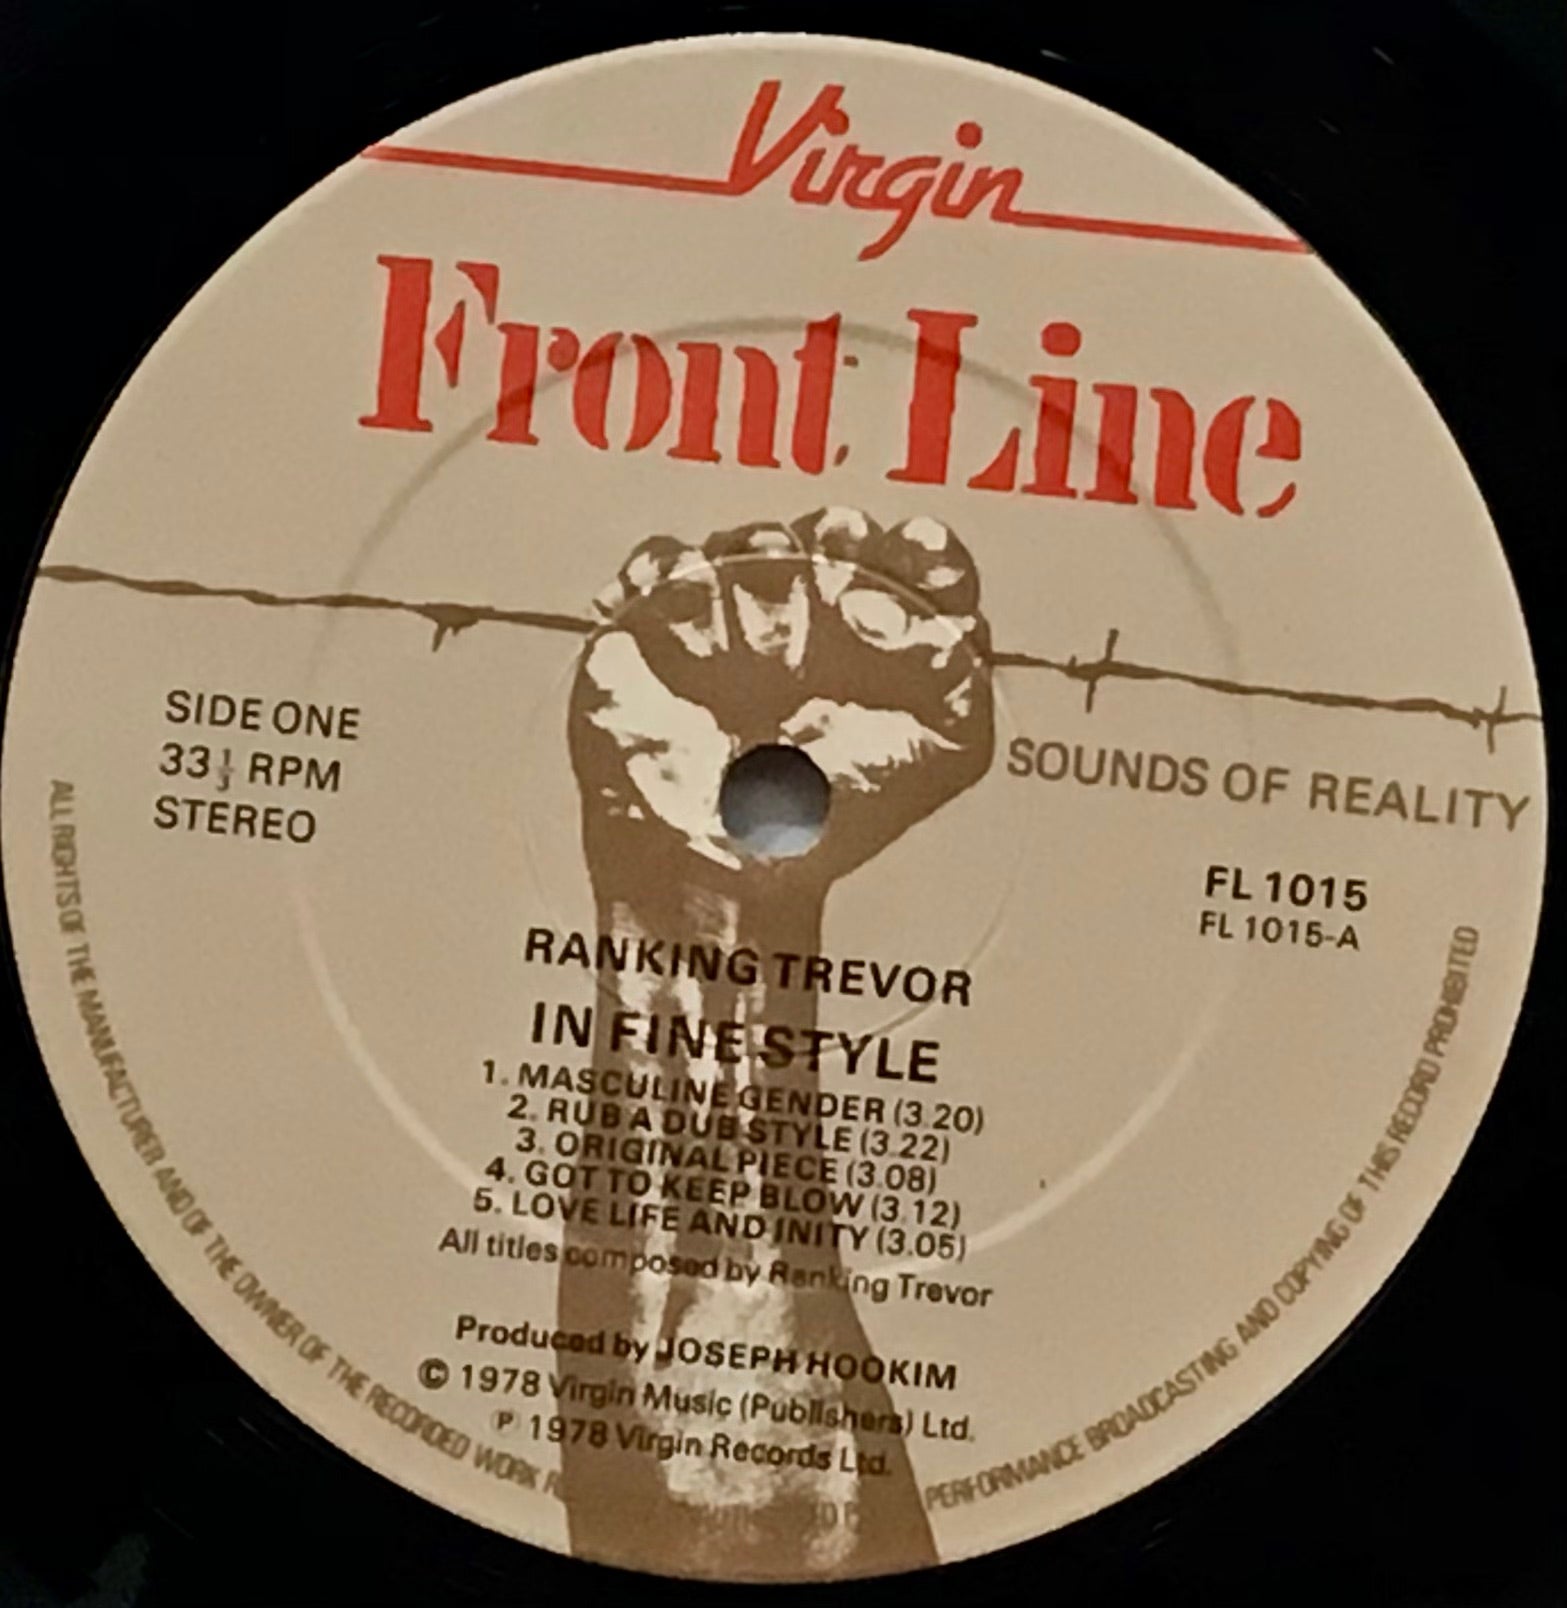 Virgin
Front Line
SIDE ONE
33⅓ RPM
STEREO
SOUNDS OF REALITY
FL 1015
FL 1015-A
RANKING TREVOR
IN FINE STYLE
1. MASCULINE GENDER (3.20)
2. RUB A DUB STYLE (3.22)
3. ORIGINAL PIECE (3.08)
4. GOT TO KEEP BLOW (3.12)
5. LOVE LIFE AND INITY (3.05)
All titles composed by Ranking Trevor
Produced by JOSEPH HOOKIM
© 1978 Virgin Music (Publishers) Ltd.
℗ 1978 Virgin Records Ltd.
ALL RIGHTS OF THE MANUFACTURER AND OF THE OWNER OF THE RECORDED WORK
PERFORMANCE BROADCASTING AND COPYING OF THIS RECORD PROHIBITED